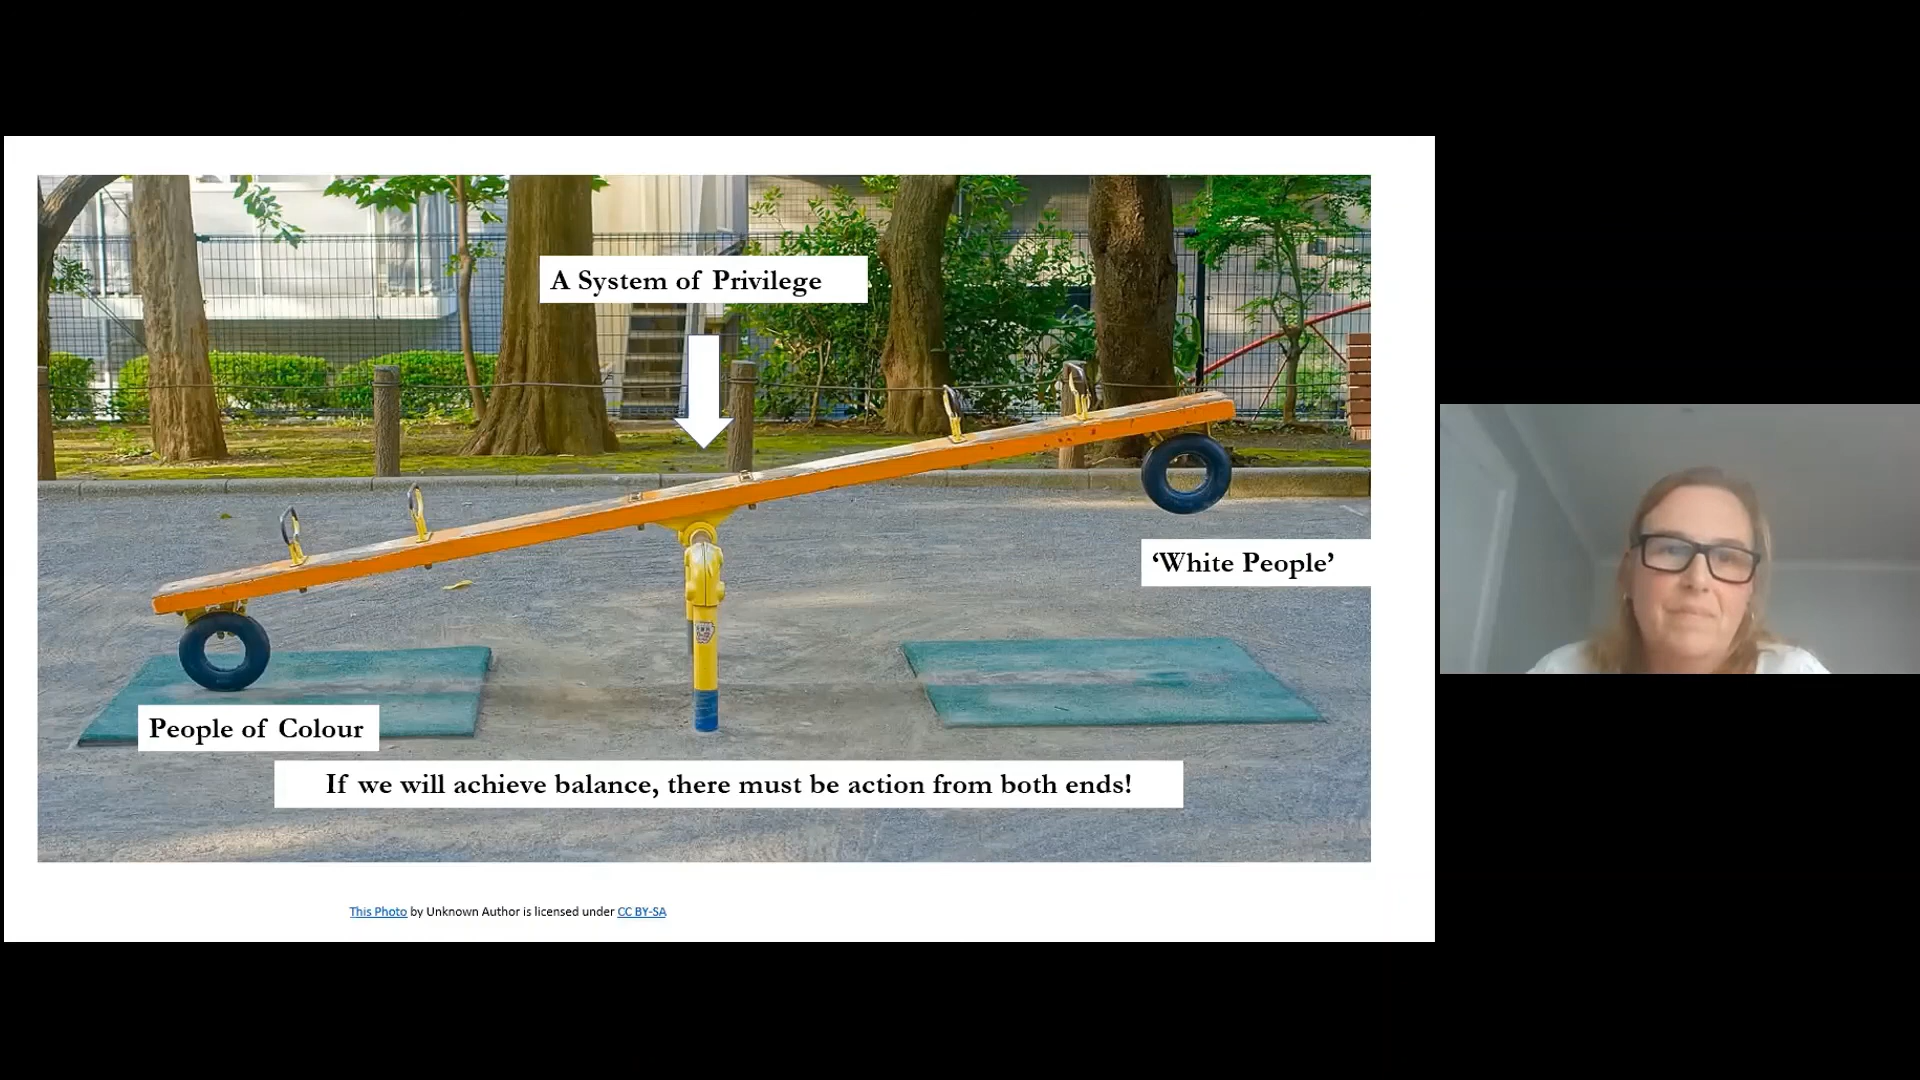 A System of Privilege
'White People'
People of Colour
If we will achieve balance, there must be action from both ends!
This Photo by Unknown Author is licensed under CC BY-SA